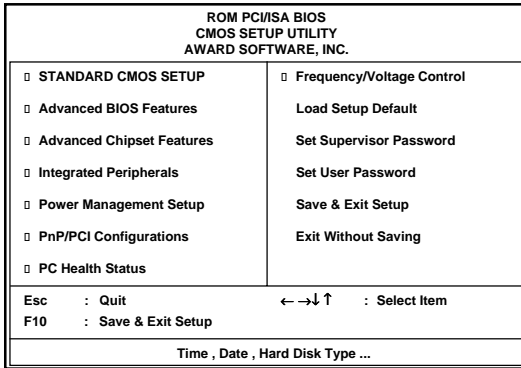 ROM PCI/ISA BIOS
CMOS SETUP UTILITY
AWARD SOFTWARE, INC.
▯ STANDARD CMOS SETUP
▯ Advanced BIOS Features
▯ Advanced Chipset Features
▯ Integrated Peripherals
▯ Power Management Setup
▯ PnP/PCI Configurations
▯ PC Health Status
▯ Frequency/Voltage Control
Load Setup Default
Set Supervisor Password
Set User Password
Save & Exit Setup
Exit Without Saving
Esc : Quit ←→↓↑ : Select Item
F10 : Save & Exit Setup
Time , Date , Hard Disk Type ...